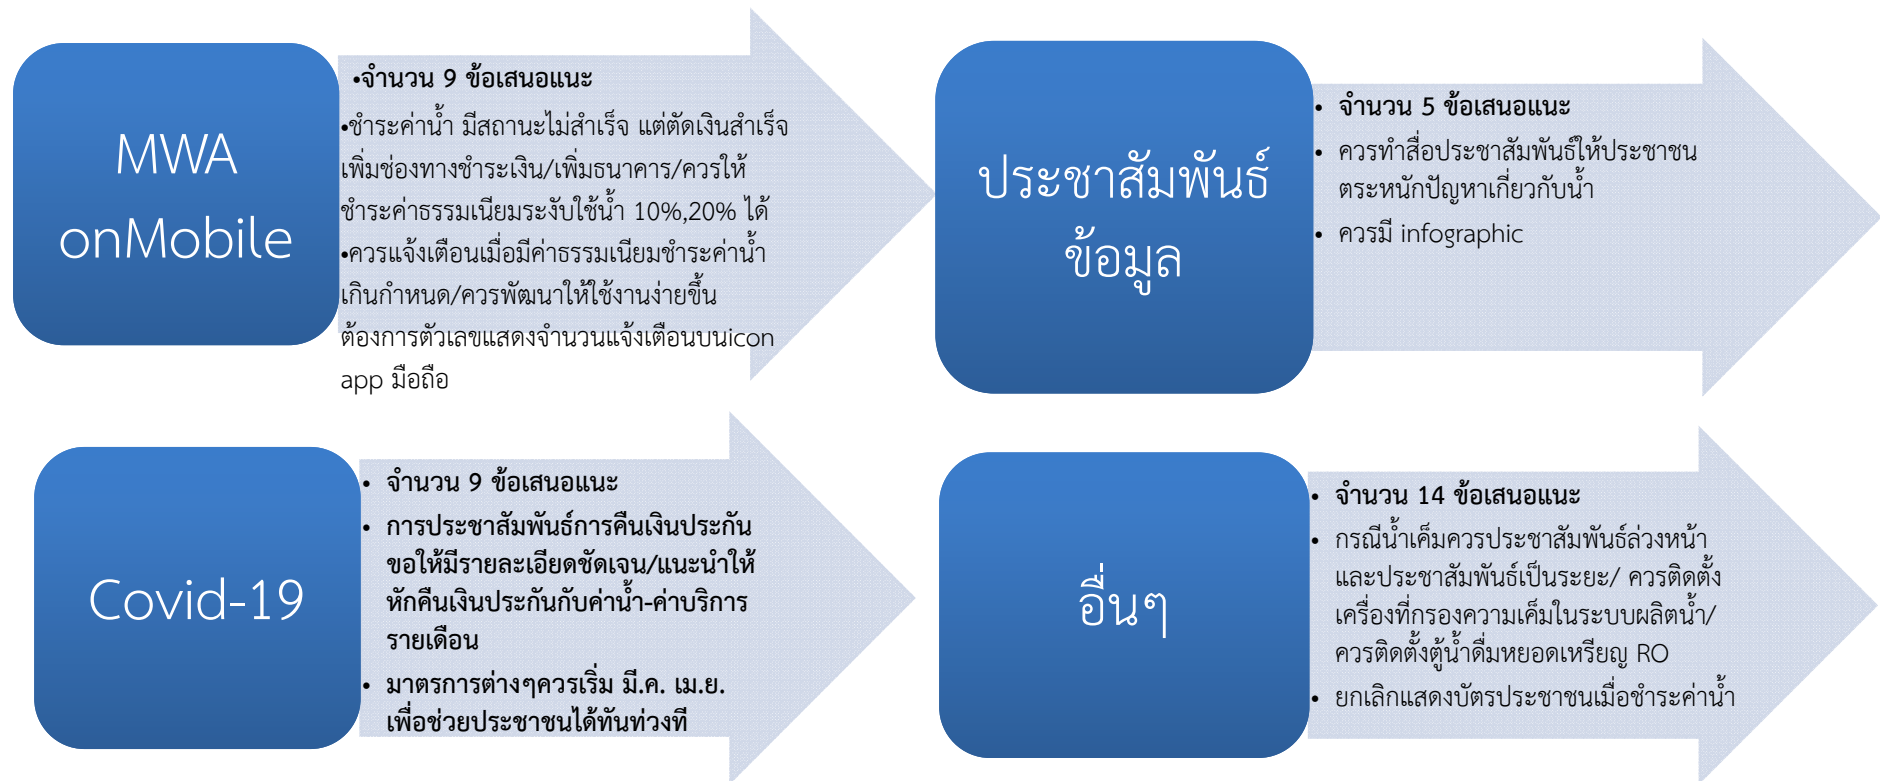 MWA
onMobile
•จำนวน 9 ข้อเสนอแนะ
•ชำระค่าน้ำ มีสถานะไม่สำเร็จ แต่ตัดเงินสำเร็จ
เพิ่มช่องทางชำระเงิน/เพิ่มธนาคาร/ควรให้
ชำระค่าธรรมเนียมระงับใช้น้ำ 10%,20% ได้
•ควรแจ้งเตือนเมื่อมีค่าธรรมเนียมชำระค่าน้ำ
เกินกำหนด/ควรพัฒนาให้ใช้งานง่ายขึ้น
ต้องการตัวเลขแสดงจำนวนแจ้งเตือนบนicon
app มือถือ
ประชาสัมพันธ์
ข้อมูล
• จำนวน 5 ข้อเสนอแนะ
• ควรทำสื่อประชาสัมพันธ์ให้ประชาชน
ตระหนักปัญหาเกี่ยวกับน้ำ
• ควรมี infographic
Covid-19
• จำนวน 9 ข้อเสนอแนะ
• การประชาสัมพันธ์การคืนเงินประกัน
ขอให้มีรายละเอียดชัดเจน/แนะนำให้
หักคืนเงินประกันกับค่าน้ำ-ค่าบริการ
รายเดือน
• มาตรการต่างๆควรเริ่ม มี.ค. เม.ย.
เพื่อช่วยประชาชนได้ทันท่วงที
อื่นๆ
• จำนวน 14 ข้อเสนอแนะ
• กรณีน้ำเค็มควรประชาสัมพันธ์ล่วงหน้า
และประชาสัมพันธ์เป็นระยะ/ ควรติดตั้ง
เครื่องที่กรองความเค็มในระบบผลิตน้ำ/
ควรติดตั้งตู้น้ำดื่มหยอดเหรียญ RO
• ยกเลิกแสดงบัตรประชาชนเมื่อชำระค่าน้ำ